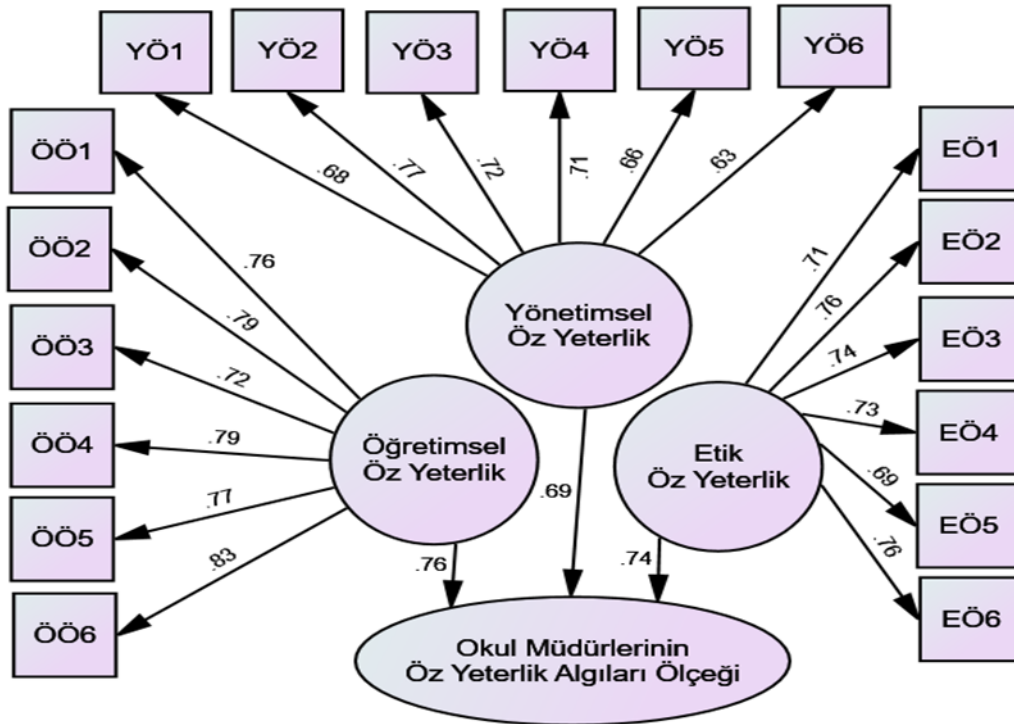 YÖ1
YÖ2
YÖ3
YÖ4
YÖ5
YÖ6
.68
.77
.72
.71
.66
.63
ÖÖ1
ÖÖ2
ÖÖ3
ÖÖ4
ÖÖ5
ÖÖ6
.76
.79
.72
.79
.77
.83
Yönetimsel
Öz Yeterlik
Öğretimsel
Öz Yeterlik
Etik
Öz Yeterlik
EÖ1
EÖ2
EÖ3
EÖ4
EÖ5
EÖ6
.71
.76
.74
.73
.69
.76
.76
.69
.74
Okul Müdürlerinin
Öz Yeterlik Algıları Ölçeği